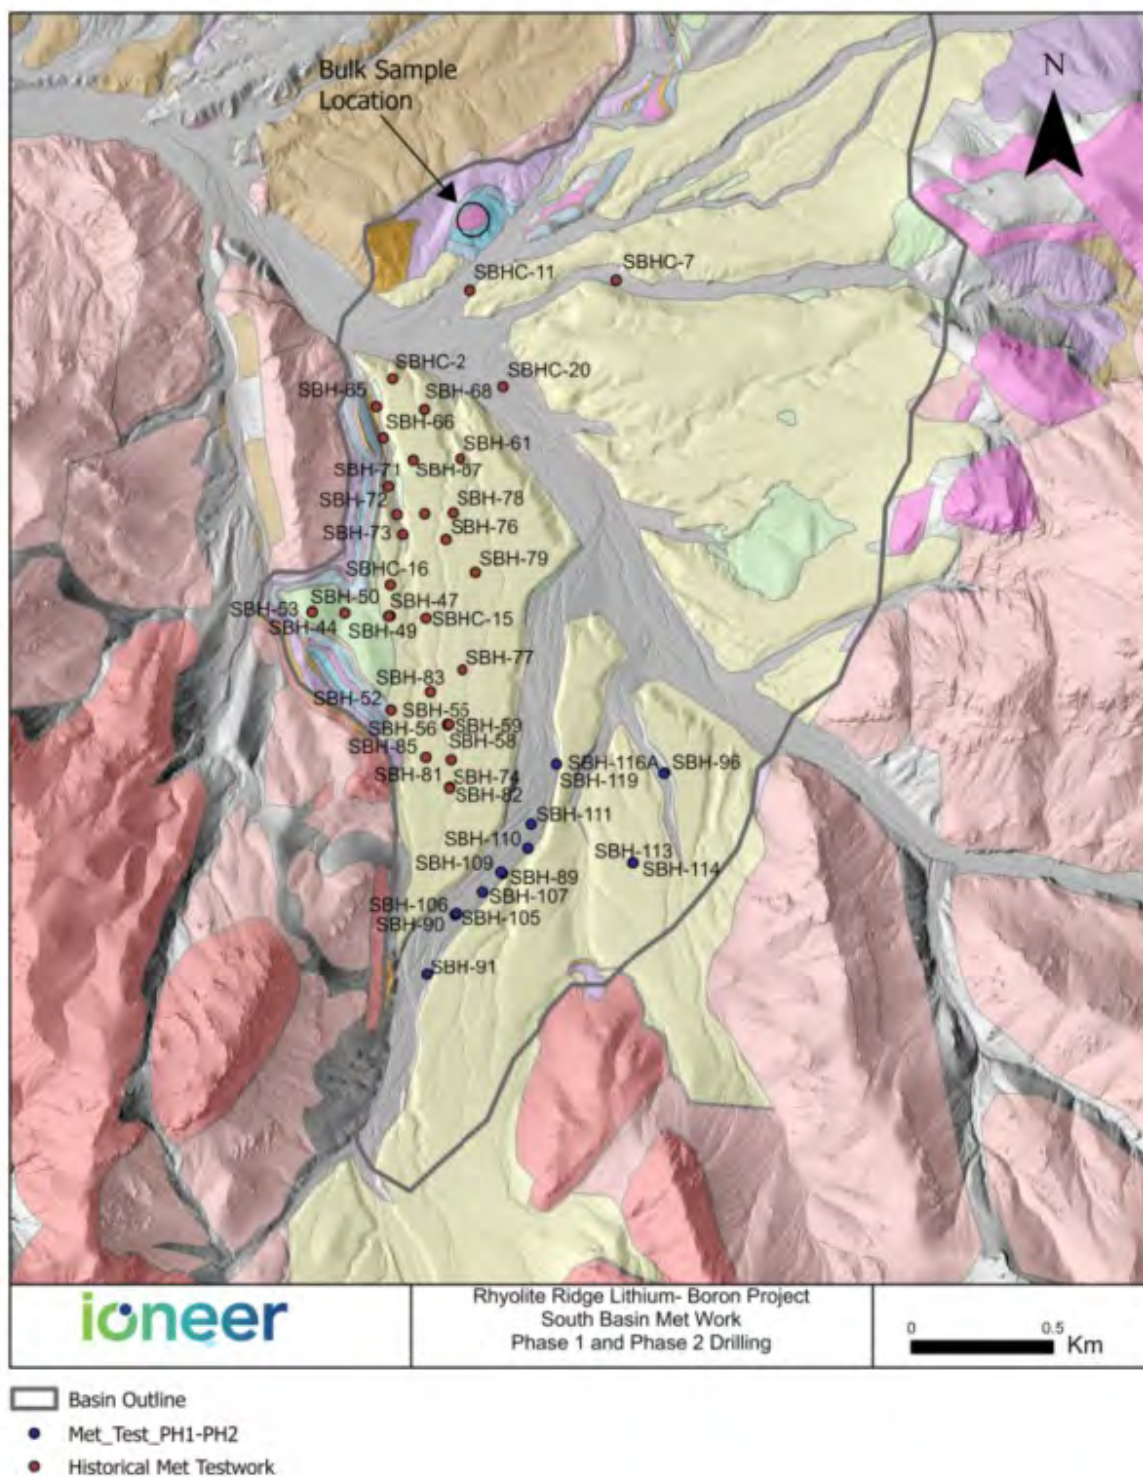 Bulk Sample
Location
N
SBHC-11
SBHC-7
SBHC-2
SBHC-20
SBH-65
SBH-68
SBH-66
SBH-61
SBH-71
SBH-67
SBH-72
SBH-78
SBH-73
SBH-76
SBHC-16
SBH-79
SBH-53
SBH-50
SBH-47
SBH-44
SBH-49
SBHC-15
SBH-77
SBH-83
SBH-52
SBH-55
SBH-56
SBH-59
SBH-85
SBH-58
SBH-81
SBH-74
SBH-82
SBH-116A
SBH-96
SBH-119
SBH-111
SBH-110
SBH-113
SBH-109
SBH-114
SBH-89
SBH-107
SBH-106
SBH-105
SBH-90
SBH-91
ioneer
Rhyolite Ridge Lithium- Boron Project
South Basin Met Work
Phase 1 and Phase 2 Drilling
0 0.5
Km
Basin Outline
Met_Test_PH1-PH2
Historical Met Testwork